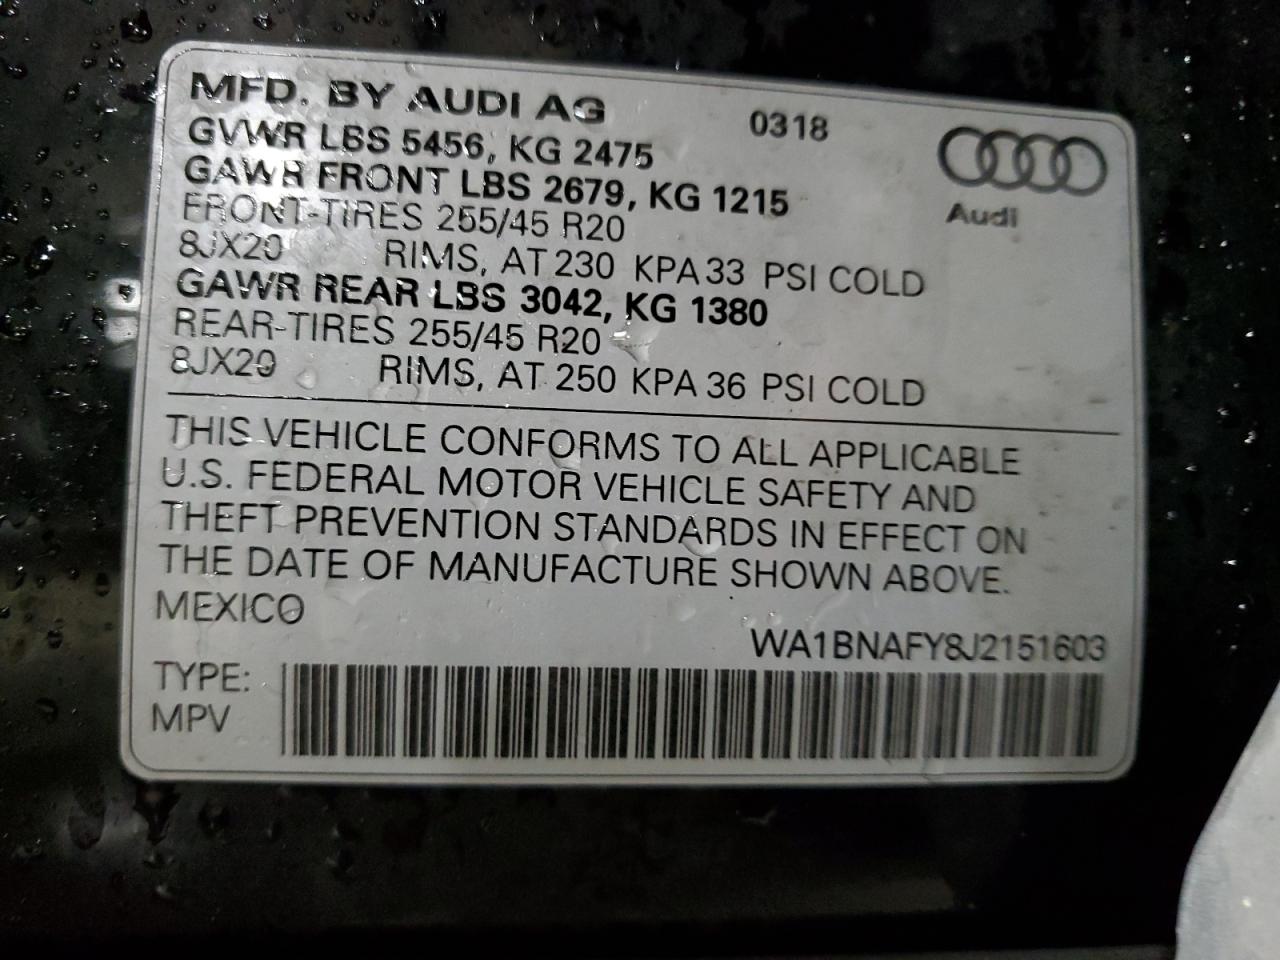 MFD. BY AUDI AG 0318
GVWR LBS 5456, KG 2475
GAWR FRONT LBS 2679, KG 1215
FRONT-TIRES 255/45 R20
8JX20 RIMS, AT 230 KPA 33 PSI COLD
GAWR REAR LBS 3042, KG 1380
REAR-TIRES 255/45 R20
8JX20 RIMS, AT 250 KPA 36 PSI COLD
Audi
THIS VEHICLE CONFORMS TO ALL APPLICABLE
U.S. FEDERAL MOTOR VEHICLE SAFETY AND
THEFT PREVENTION STANDARDS IN EFFECT ON
THE DATE OF MANUFACTURE SHOWN ABOVE.
MEXICO
WA1BNAFY8J2151603
TYPE:
MPV